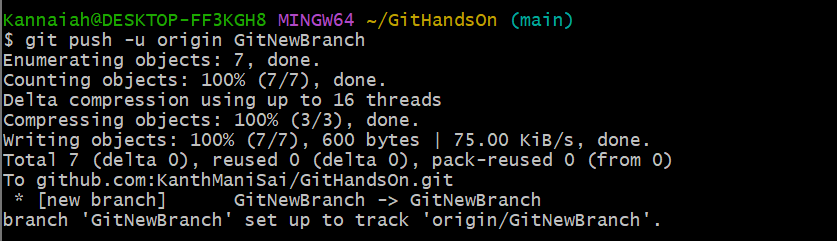 Kannaiah@DESKTOP-FF3KGH8 MINGW64 ~/GitHandsOn (main)
$ git push -u origin GitNewBranch
Enumerating objects: 7, done.
Counting objects: 100% (7/7), done.
Delta compression using up to 16 threads
Compressing objects: 100% (3/3), done.
Writing objects: 100% (7/7), 600 bytes | 75.00 KiB/s, done.
Total 7 (delta 0), reused 0 (delta 0), pack-reused 0 (from 0)
To github.com:KanthManiSai/GitHandsOn.git
 * [new branch]      GitNewBranch -> GitNewBranch
branch 'GitNewBranch' set up to track 'origin/GitNewBranch'.